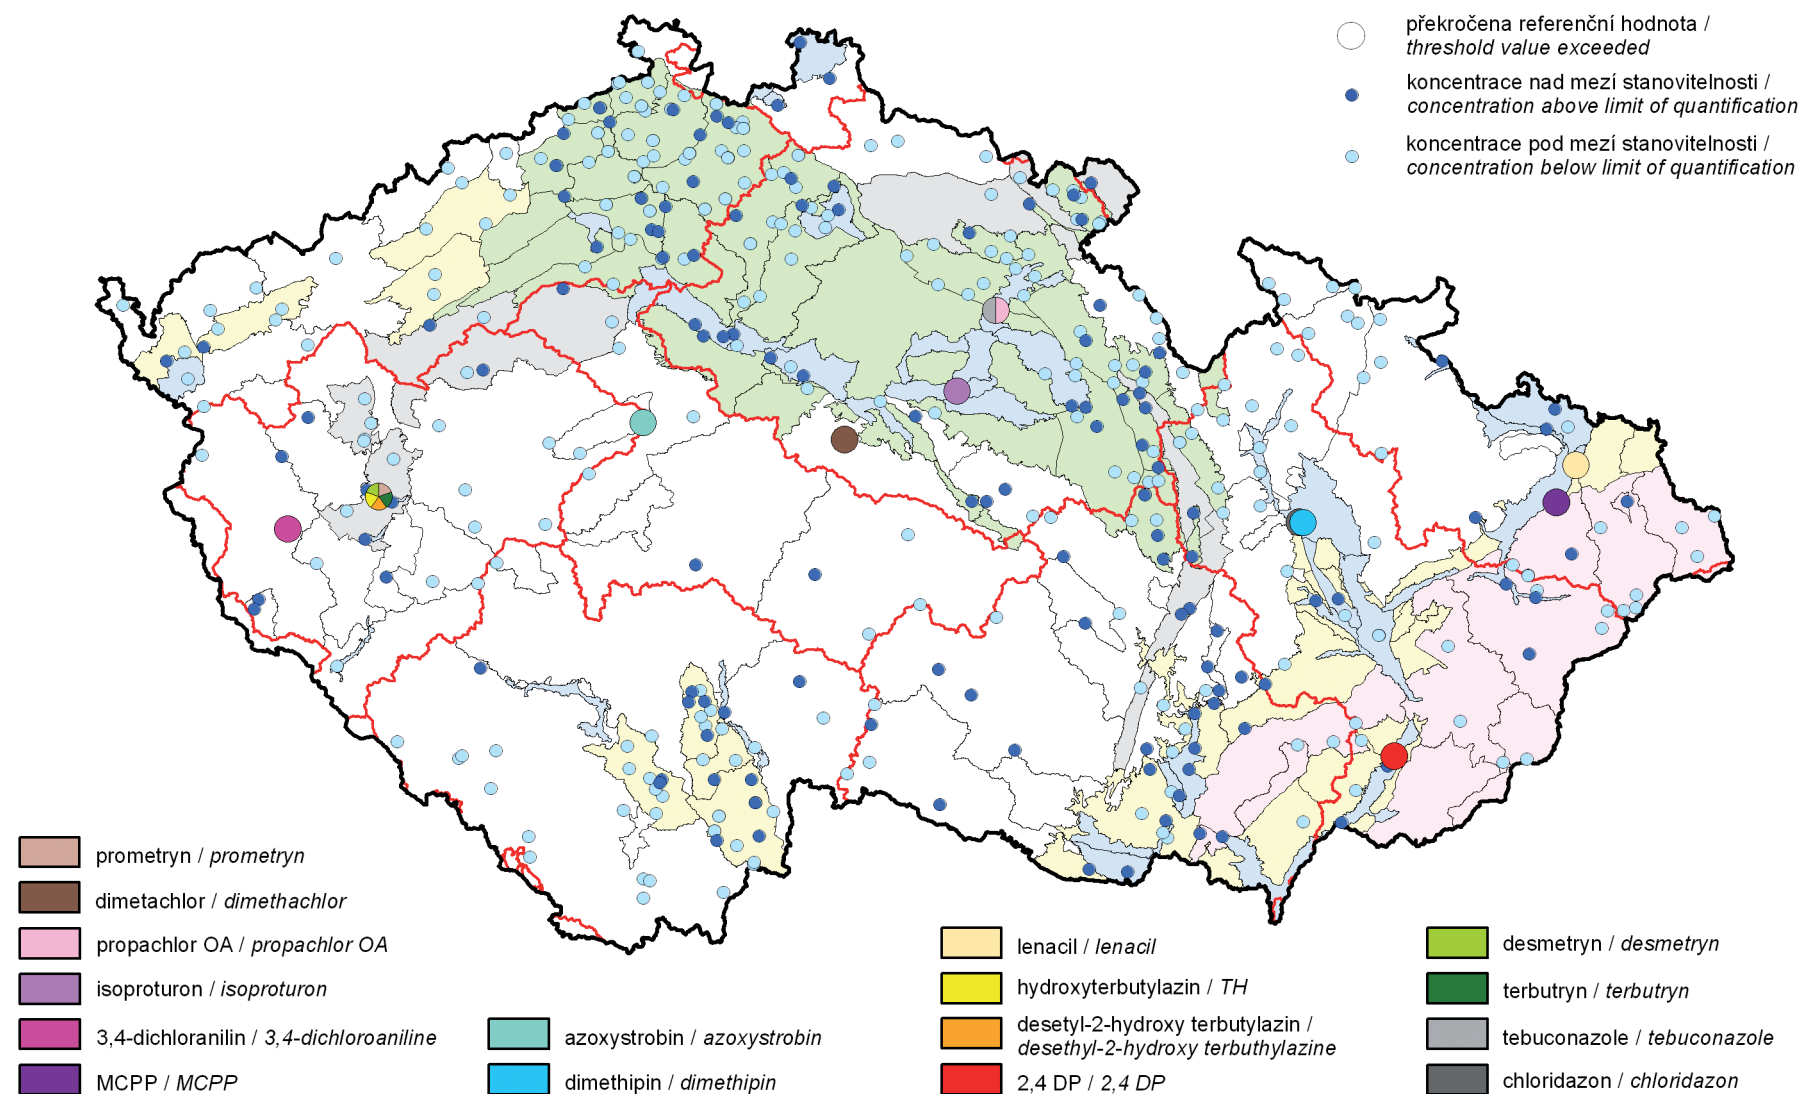 překročena referenční hodnota /
threshold value exceeded
koncentrace nad mezí stanovitelnosti /
concentration above limit of quantification
koncentrace pod mezí stanovitelnosti /
concentration below limit of quantification
prometryn / prometryn
dimetachlor / dimethachlor
propachlor OA / propachlor OA
isoproturon / isoproturon
3,4-dichloranilin / 3,4-dichloroaniline
MCPP / MCPP
azoxystrobin / azoxystrobin
dimethipin / dimethipin
lenacil / lenacil
hydroxyterbutylazin / TH
desetyl-2-hydroxy terbutylazin /
desethyl-2-hydroxy terbuthylazine
2,4 DP / 2,4 DP
desmetryn / desmetryn
terbutryn / terbutryn
tebuconazole / tebuconazole
chloridazon / chloridazon